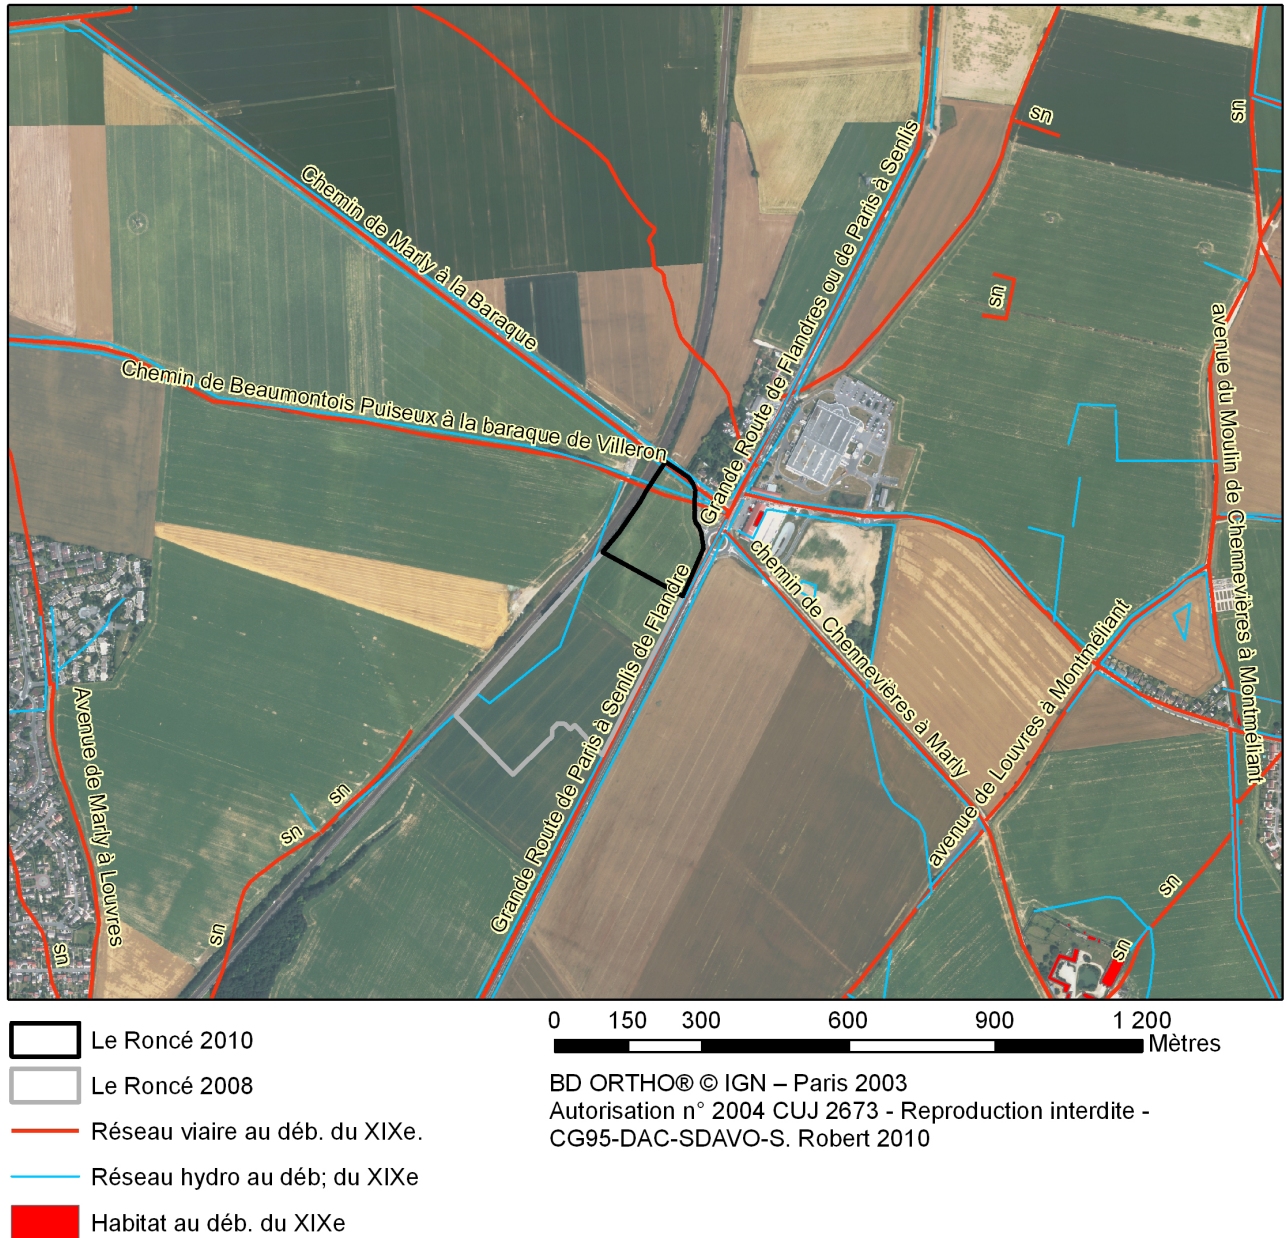 sn
sn
Chemin de Marly à la Baraque
Grande Route de Flandres ou de Paris à Senlis
sn
avenue du Moulin de Chennevières à Montméliant
Chemin de Beaumontois Puiseux à la baraque de Villeron
chemin de Chennevières à Marly
Grande Route de Paris à Senlis de Flandre
avenue de Louvres à Montméliant
Avenue de Marly à Louvres
sn
sn
sn
sn
sn
sn
Le Roncé 2010
Le Roncé 2008
Réseau viaire au déb. du XIXe.
Réseau hydro au déb; du XIXe
Habitat au déb. du XIXe
0 150 300 600 900 1 200
Mètres
BD ORTHO® © IGN – Paris 2003
Autorisation n° 2004 CUJ 2673 - Reproduction interdite -
CG95-DAC-SDAVO-S. Robert 2010